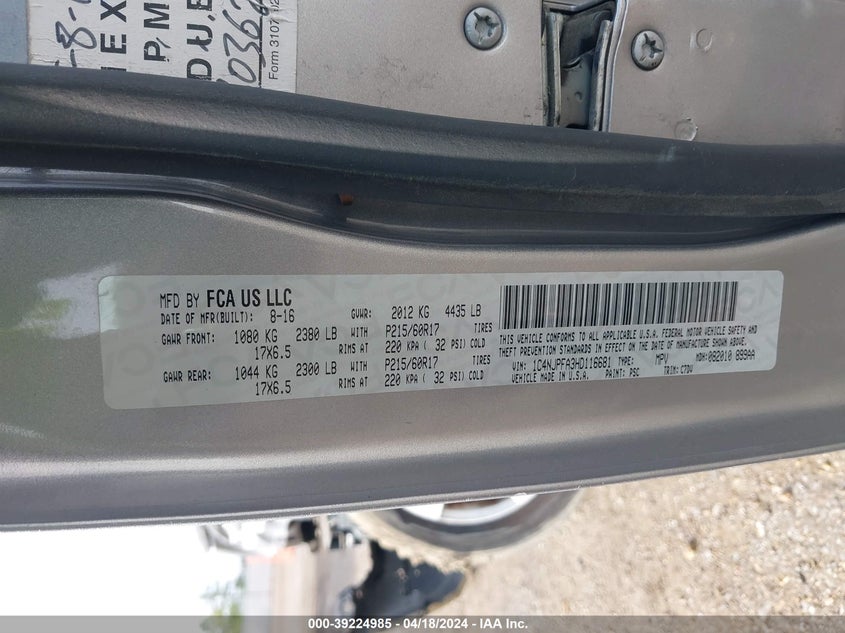 Form 3107
MFD BY FCA US LLC
DATE OF MFR(BUILT): 8-16 GVWR: 2012 KG 4435 LB
GAWR FRONT: 1080 KG 2380 LB WITH P215/60R17 TIRES
17X6.5 RIMS AT 220 KPA ( 32 PSI) COLD
GAWR REAR: 1044 KG 2300 LB WITH P215/60R17 TIRES
17X6.5 RIMS AT 220 KPA ( 32 PSI) COLD
THIS VEHICLE CONFORMS TO ALL APPLICABLE U.S.A. FEDERAL MOTOR VEHICLE SAFETY AND
THEFT PREVENTION STANDARDS IN EFFECT ON THE DATE OF MANUFACTURE SHOWN ABOVE.
VIN: 1C4NJPFA3HD118681 TYPE: MPV MDH: 082010 889AA
VEHICLE MADE IN U.S.A. PAINT: PSC TRIM: C7DV
000-39224985 - 04/18/2024 - IAA Inc.